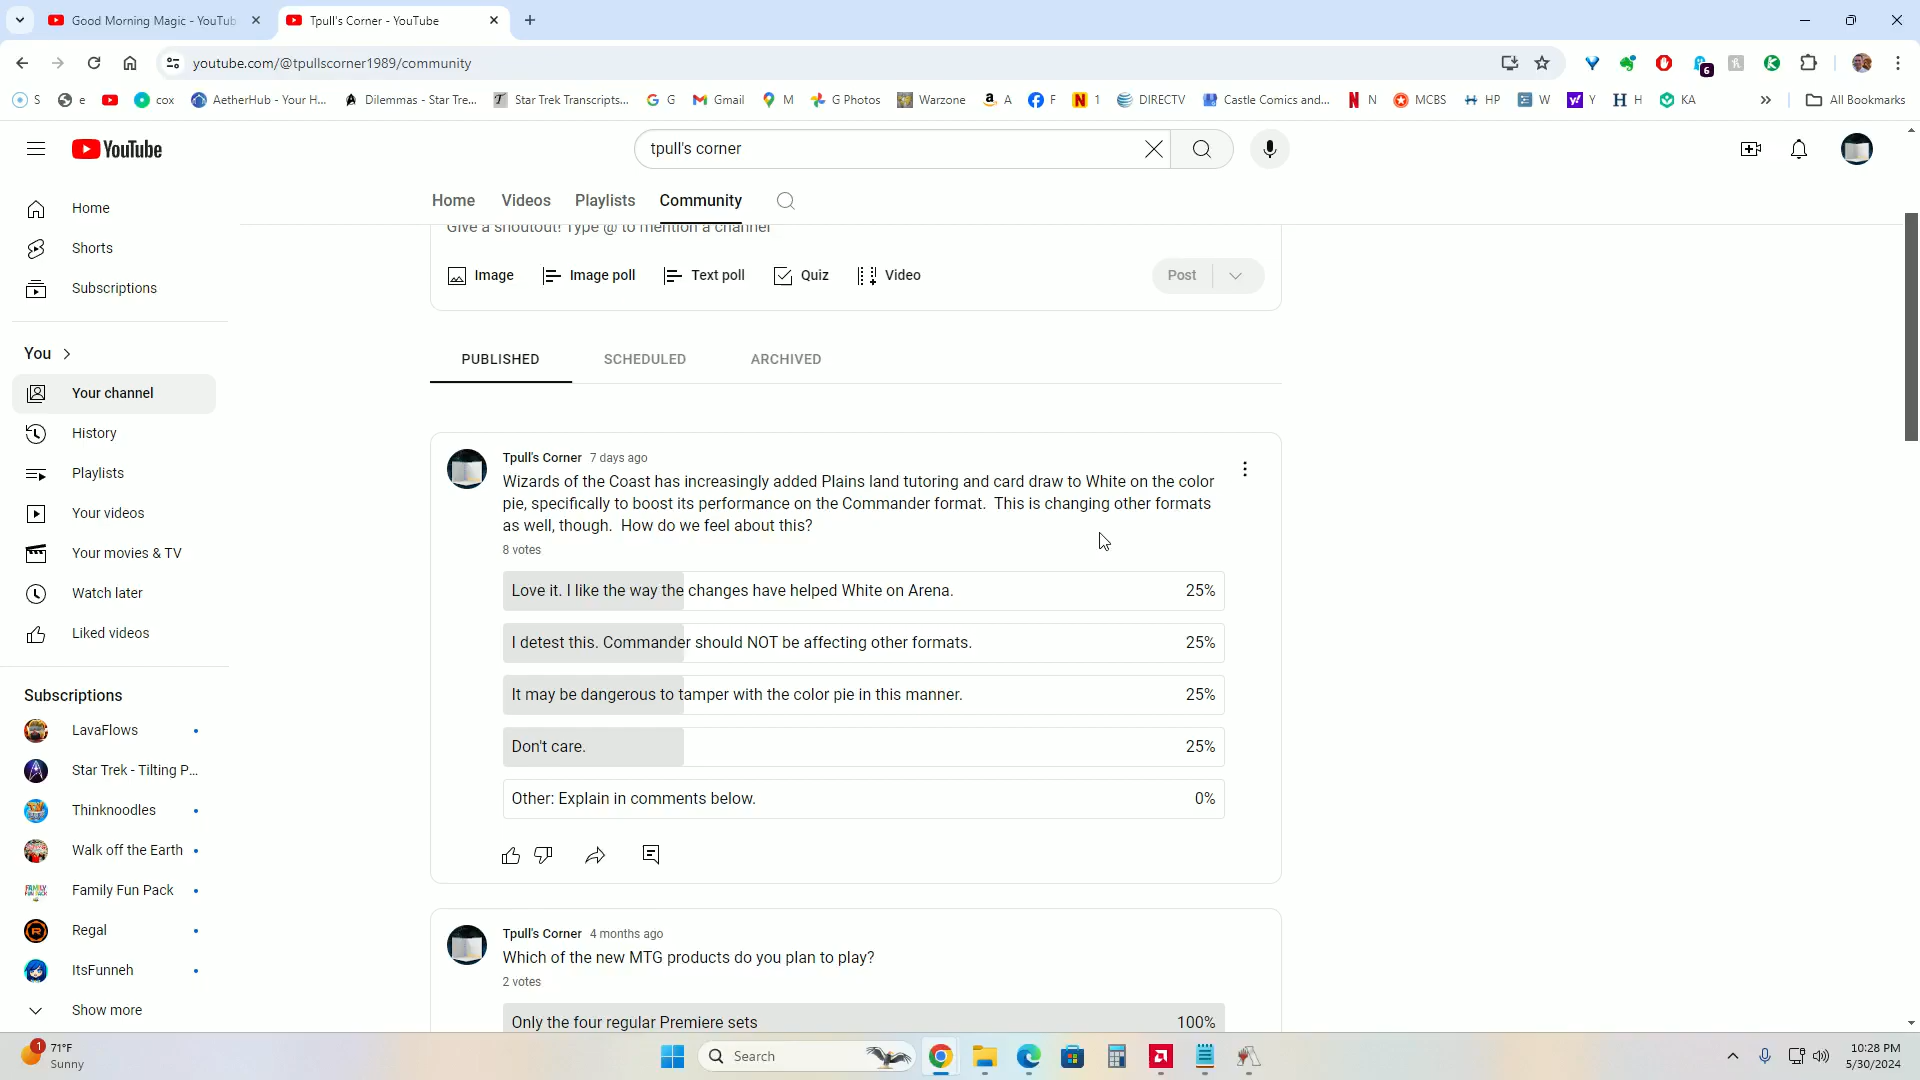 Good Morning Magic - YouTub
Tpull's Corner - YouTube
youtube.com/@tpullscorner1989/community
6
S
e
cox
AetherHub - Your H...
Dilemmas - Star Tre...
Star Trek Transcripts...
G
Gmail
M
G Photos
Warzone
A
F
1
DIRECTV
Castle Comics and...
N
MCBS
HP
W
Y
H
KA
All Bookmarks
YouTube
tpull's corner
Home
Videos
Playlists
Community
Give a shoutout! Type @ to mention a channel
Image
Image poll
Text poll
Quiz
Video
Post
PUBLISHED
SCHEDULED
ARCHIVED
Home
Shorts
Subscriptions
You
Your channel
History
Playlists
Your videos
Your movies & TV
Watch later
Liked videos
Subscriptions
LavaFlows
Star Trek - Tilting P...
Thinknoodles
Walk off the Earth
Family Fun Pack
Regal
ItsFunneh
Show more
Tpull's Corner 7 days ago
Wizards of the Coast has increasingly added Plains land tutoring and card draw to White on the color
pie, specifically to boost its performance on the Commander format. This is changing other formats
as well, though. How do we feel about this?
8 votes
Love it. I like the way the changes have helped White on Arena. 25%
I detest this. Commander should NOT be affecting other formats. 25%
It may be dangerous to tamper with the color pie in this manner. 25%
Don't care. 25%
Other: Explain in comments below. 0%
Tpull's Corner 4 months ago
Which of the new MTG products do you plan to play?
2 votes
Only the four regular Premiere sets 100%
1
71°F
Sunny
Search
10:28 PM
5/30/2024